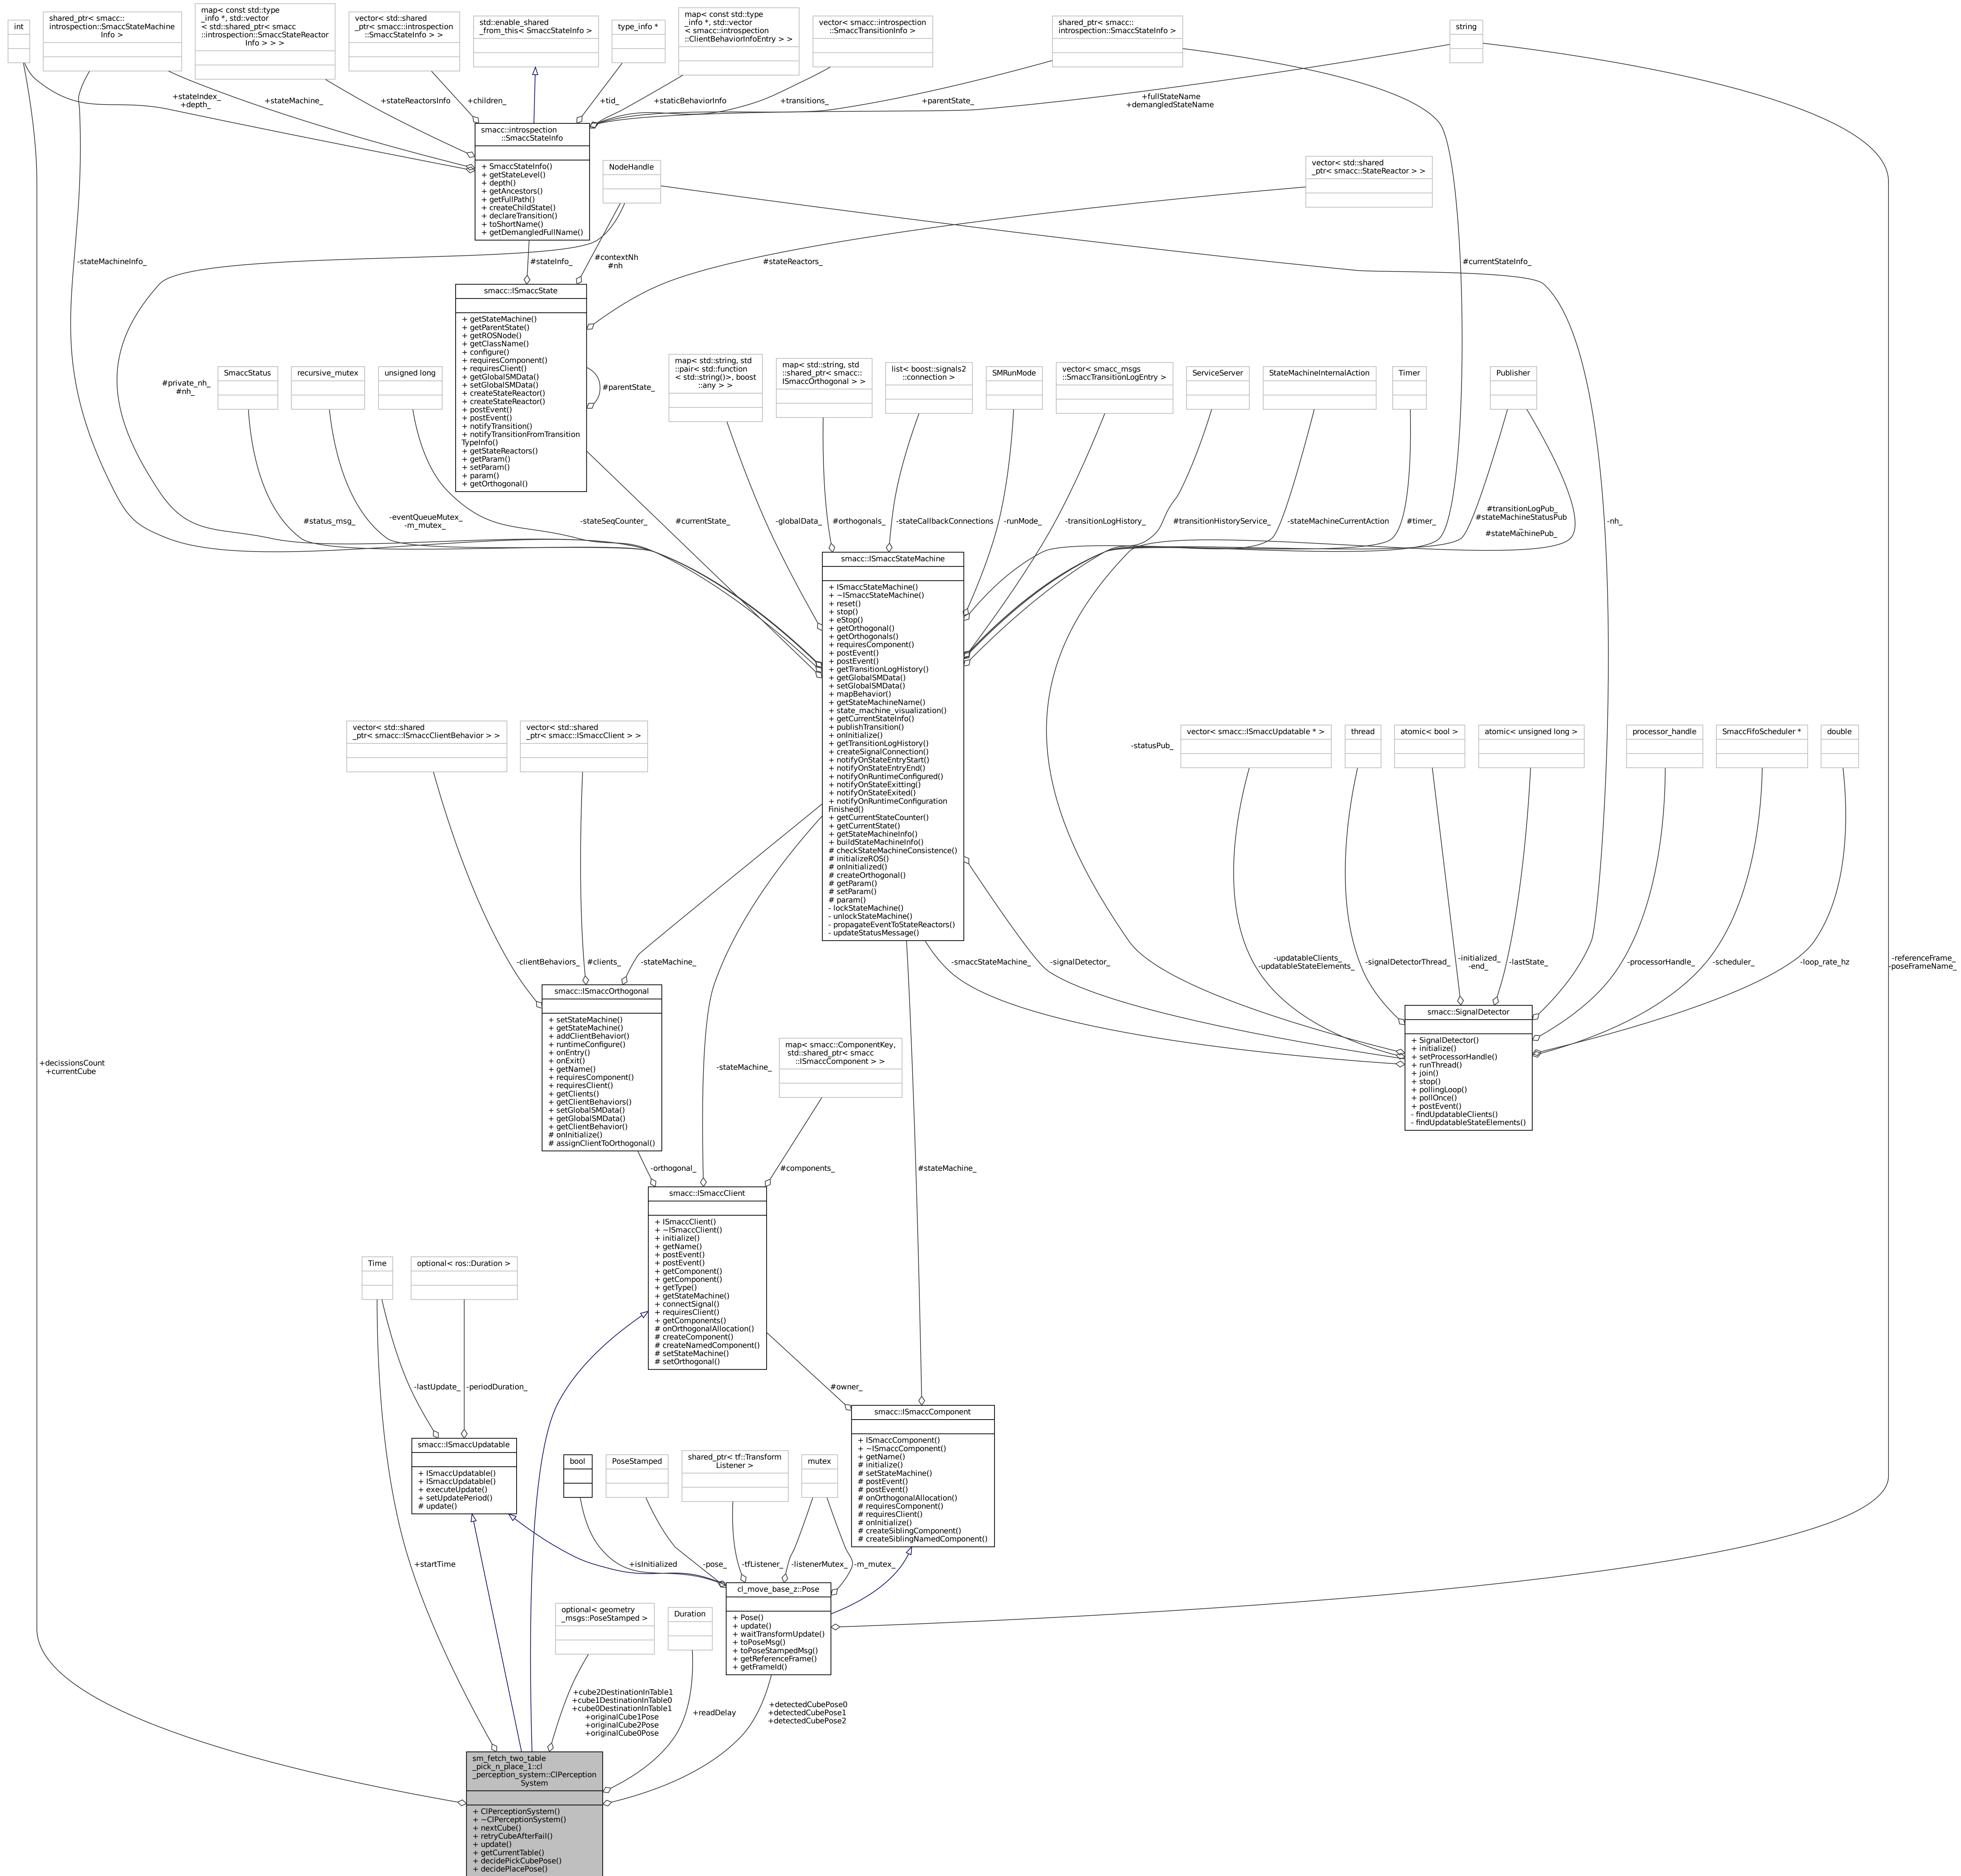 int
shared_ptr< smacc::
introspection::SmaccStateMachine
Info >
map< const std::type
_info *, std::vector
< std::shared_ptr< smacc
::introspection::SmaccStateReactor
Info > > >
vector< std::shared
_ptr< smacc::introspection
::SmaccStateInfo > >
std::enable_shared
_from_this< SmaccStateInfo >
type_info *
map< const std::type
_info *, std::vector
< smacc::introspection
::ClientBehaviorInfoEntry > >
vector< smacc::introspection
::SmaccTransitionInfo >
shared_ptr< smacc::
introspection::SmaccStateInfo >
string
+stateIndex_
+depth_
+stateMachine_
+stateReactorsInfo
+children_
+tid_
+staticBehaviorInfo
+transitions_
+parentState_
+fullStateName
+demangledStateName
smacc::introspection
::SmaccStateInfo
+ SmaccStateInfo()
+ getStateLevel()
+ depth()
+ getAncestors()
+ getFullPath()
+ createChildState()
+ declareTransition()
+ toShortName()
+ getDemangledFullName()
NodeHandle
vector< std::shared
_ptr< smacc::StateReactor > >
-stateMachineInfo_
#stateInfo_
#contextNh
#nh
#stateReactors_
#currentStateInfo_
smacc::ISmaccState
+ getStateMachine()
+ getParentState()
+ getROSNode()
+ getClassName()
+ configure()
+ requiresComponent()
+ requiresClient()
+ getGlobalSMData()
+ setGlobalSMData()
+ createStateReactor()
+ createStateReactor()
+ postEvent()
+ postEvent()
+ notifyTransition()
+ notifyTransitionFromTransition
TypeInfo()
+ getStateReactors()
+ getParam()
+ setParam()
+ param()
+ getOrthogonal()
#parentState_
#private_nh_
#nh_
SmaccStatus
recursive_mutex
unsigned long
map< std::string, std
::pair< std::function
< std::string()>, boost
::any > >
map< std::string, std
::shared_ptr< smacc::
ISmaccOrthogonal > >
list< boost::signals2
::connection >
SMRunMode
vector< smacc_msgs
::SmaccTransitionLogEntry >
ServiceServer
StateMachineInternalAction
Timer
Publisher
#status_msg_
-eventQueueMutex_
-m_mutex_
-stateSeqCounter_
#currentState_
-globalData_
#orthogonals_
-stateCallbackConnections
-runMode_
-transitionLogHistory_
#transitionHistoryService_
-stateMachineCurrentAction
#timer_
#transitionLogPub_
#stateMachineStatusPub
_
#stateMachinePub_
-nh_
smacc::ISmaccStateMachine
+ ISmaccStateMachine()
+ ~ISmaccStateMachine()
+ reset()
+ stop()
+ eStop()
+ getOrthogonal()
+ getOrthogonals()
+ requiresComponent()
+ postEvent()
+ postEvent()
+ getTransitionLogHistory()
+ getGlobalSMData()
+ setGlobalSMData()
+ mapBehavior()
+ getStateMachineName()
+ state_machine_visualization()
+ getCurrentStateInfo()
+ publishTransition()
+ onInitialize()
+ getTransitionLogHistory()
+ createSignalConnection()
+ notifyOnStateEntryStart()
+ notifyOnStateEntryEnd()
+ notifyOnRuntimeConfigured()
+ notifyOnStateExitting()
+ notifyOnStateExited()
+ notifyOnRuntimeConfiguration
Finished()
+ getCurrentStateCounter()
+ getCurrentState()
+ getStateMachineInfo()
+ buildStateMachineInfo()
# checkStateMachineConsistence()
# initializeROS()
# onInitialized()
# createOrthogonal()
# getParam()
# setParam()
# param()
- lockStateMachine()
- unlockStateMachine()
- propagateEventToStateReactors()
- updateStatusMessage()
vector< std::shared
_ptr< smacc::ISmaccClientBehavior > >
vector< std::shared
_ptr< smacc::ISmaccClient > >
-statusPub_
vector< smacc::ISmaccUpdatable * >
thread
atomic< bool >
atomic< unsigned long >
processor_handle
SmaccFifoScheduler *
double
-clientBehaviors_
#clients_
-stateMachine_
-smaccStateMachine_
-signalDetector_
-updatableClients_
-updatableStateElements_
-signalDetectorThread_
-initialized_
-end_
-lastState_
-processorHandle_
-scheduler_
-loop_rate_hz
-referenceFrame_
-poseFrameName_
smacc::ISmaccOrthogonal
+ setStateMachine()
+ getStateMachine()
+ addClientBehavior()
+ runtimeConfigure()
+ onEntry()
+ onExit()
+ getName()
+ requiresComponent()
+ requiresClient()
+ getClients()
+ getClientBehaviors()
+ setGlobalSMData()
+ getGlobalSMData()
+ getClientBehavior()
# onInitialize()
# assignClientToOrthogonal()
smacc::SignalDetector
+ SignalDetector()
+ initialize()
+ setProcessorHandle()
+ runThread()
+ join()
+ stop()
+ pollingLoop()
+ pollOnce()
+ postEvent()
- findUpdatableClients()
- findUpdatableStateElements()
+decissionsCount
+currentCube
-stateMachine_
map< smacc::ComponentKey,
std::shared_ptr< smacc
::ISmaccComponent > >
-orthogonal_
#components_
#stateMachine_
smacc::ISmaccClient
+ ISmaccClient()
+ ~ISmaccClient()
+ initialize()
+ getName()
+ postEvent()
+ postEvent()
+ getComponent()
+ getComponent()
+ getType()
+ getStateMachine()
+ connectSignal()
+ requiresClient()
+ getComponents()
# onOrthogonalAllocation()
# createComponent()
# createNamedComponent()
# setStateMachine()
# setOrthogonal()
Time
optional< ros::Duration >
-lastUpdate_
-periodDuration_
#owner_
smacc::ISmaccComponent
+ ISmaccComponent()
+ ~ISmaccComponent()
+ getName()
# initialize()
# setStateMachine()
# postEvent()
# postEvent()
# onOrthogonalAllocation()
# requiresComponent()
# requiresClient()
# onInitialize()
# createSiblingComponent()
# createSiblingNamedComponent()
smacc::ISmaccUpdatable
+ ISmaccUpdatable()
+ ISmaccUpdatable()
+ executeUpdate()
+ setUpdatePeriod()
# update()
bool
PoseStamped
shared_ptr< tf::Transform
Listener >
mutex
+startTime
+isInitialized
-pose_
-tfListener_
-listenerMutex_
-m_mutex_
cl_move_base_z::Pose
+ Pose()
+ update()
+ waitTransformUpdate()
+ toPoseMsg()
+ toPoseStampedMsg()
+ getReferenceFrame()
+ getFrameId()
optional< geometry
_msgs::PoseStamped >
Duration
+cube2DestinationInTable1
+cube1DestinationInTable0
+cube0DestinationInTable1
+originalCube1Pose
+originalCube2Pose
+originalCube0Pose
+readDelay
+detectedCubePose0
+detectedCubePose1
+detectedCubePose2
sm_fetch_two_table
_pick_n_place_1::cl
_perception_system::ClPerception
System
+ ClPerceptionSystem()
+ ~ClPerceptionSystem()
+ nextCube()
+ retryCubeAfterFail()
+ update()
+ getCurrentTable()
+ decidePickCubePose()
+ decidePlacePose()